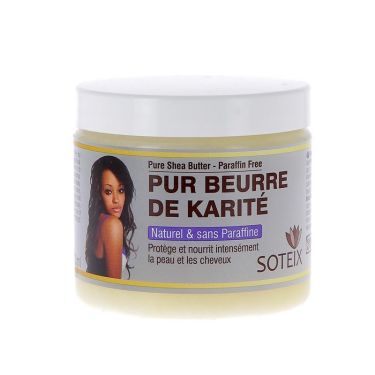 Pure Shea Butter - Paraffin Free
PUR BEURRE
DE KARITÉ
Naturel & sans Paraffine
Protège et nourrit intensément
la peau et les cheveux
SOTEIX